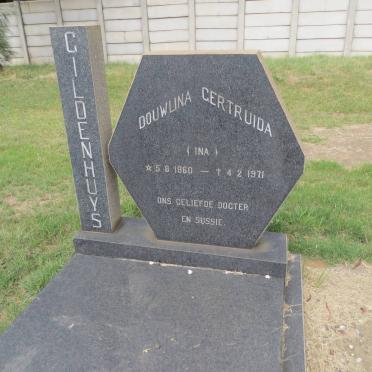 GILDENHUYS
DOUWLINA GERTRUIDA
( INA )
☆ 5 8 1960 — † 4 2 1971
ONS GELIEFDE DOGTER
EN SUSSIE.